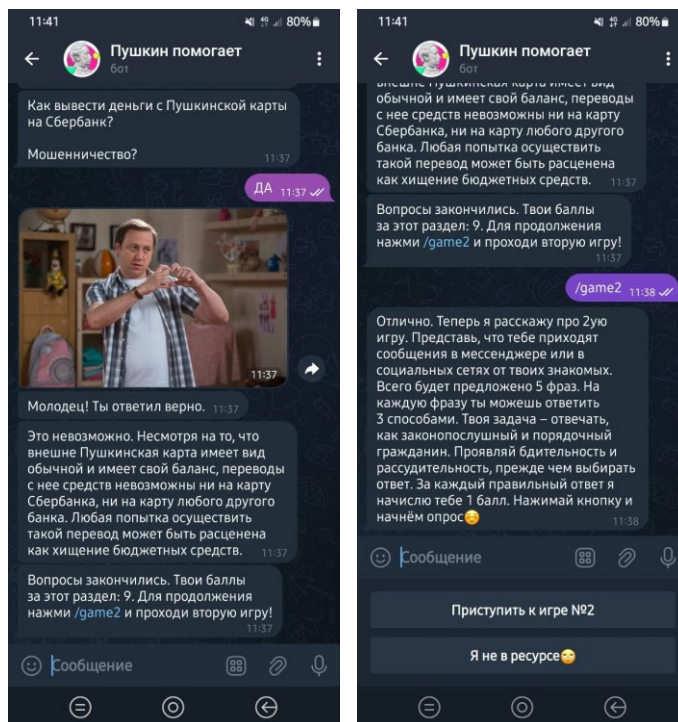 11:41
80%
Пушкин помогает
бот
Как вывести деньги с Пушкинской карты
на Сбербанк?
Мошенничество?
11:37
ДА 11:37
11:37
Молодец! Ты ответил верно. 11:37
Это невозможно. Несмотря на то, что
внешне Пушкинская карта имеет вид
обычной и имеет свой баланс, переводы
с нее средств невозможны ни на карту
Сбербанка, ни на карту любого другого
банка. Любая попытка осуществить
такой перевод может быть расценена
как хищение бюджетных средств. 11:37
Вопросы закончились. Твои баллы
за этот раздел: 9. Для продолжения
нажми /game2 и проходи вторую игру!
11:37
Сообщение
11:41
80%
Пушкин помогает
бот
внешне Пушкинская карта имеет вид
обычной и имеет свой баланс, переводы
с нее средств невозможны ни на карту
Сбербанка, ни на карту любого другого
банка. Любая попытка осуществить
такой перевод может быть расценена
как хищение бюджетных средств. 11:37
Вопросы закончились. Твои баллы
за этот раздел: 9. Для продолжения
нажми /game2 и проходи вторую игру!
11:37
/game2 11:38
Отлично. Теперь я расскажу про 2ую
игру. Представь, что тебе приходят
сообщения в мессенджере или в
социальных сетях от твоих знакомых.
Всего будет предложено 5 фраз. На
каждую фразу ты можешь ответить
3 способами. Твоя задача – отвечать,
как законопослушный и порядочный
гражданин. Проявляй бдительность и
рассудительность, прежде чем выбирать
ответ. За каждый правильный ответ я
начислю тебе 1 балл. Нажимай кнопку и
начнём опрос☺️
11:38
Сообщение
Приступить к игре №2
Я не в ресурсе🙄